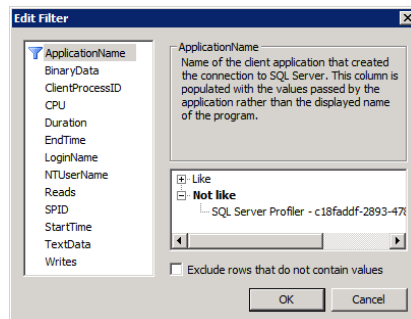 Edit Filter
ApplicationName
BinaryData
ClientProcessID
CPU
Duration
EndTime
LoginName
NTUserName
Reads
SPID
StartTime
TextData
Writes
ApplicationName
Name of the client application that created
the connection to SQL Server. This column is
populated with the values passed by the
application rather than the displayed name
of the program.
Like
Not like
SQL Server Profiler - c18faddf-2893-478
Exclude rows that do not contain values
OK
Cancel